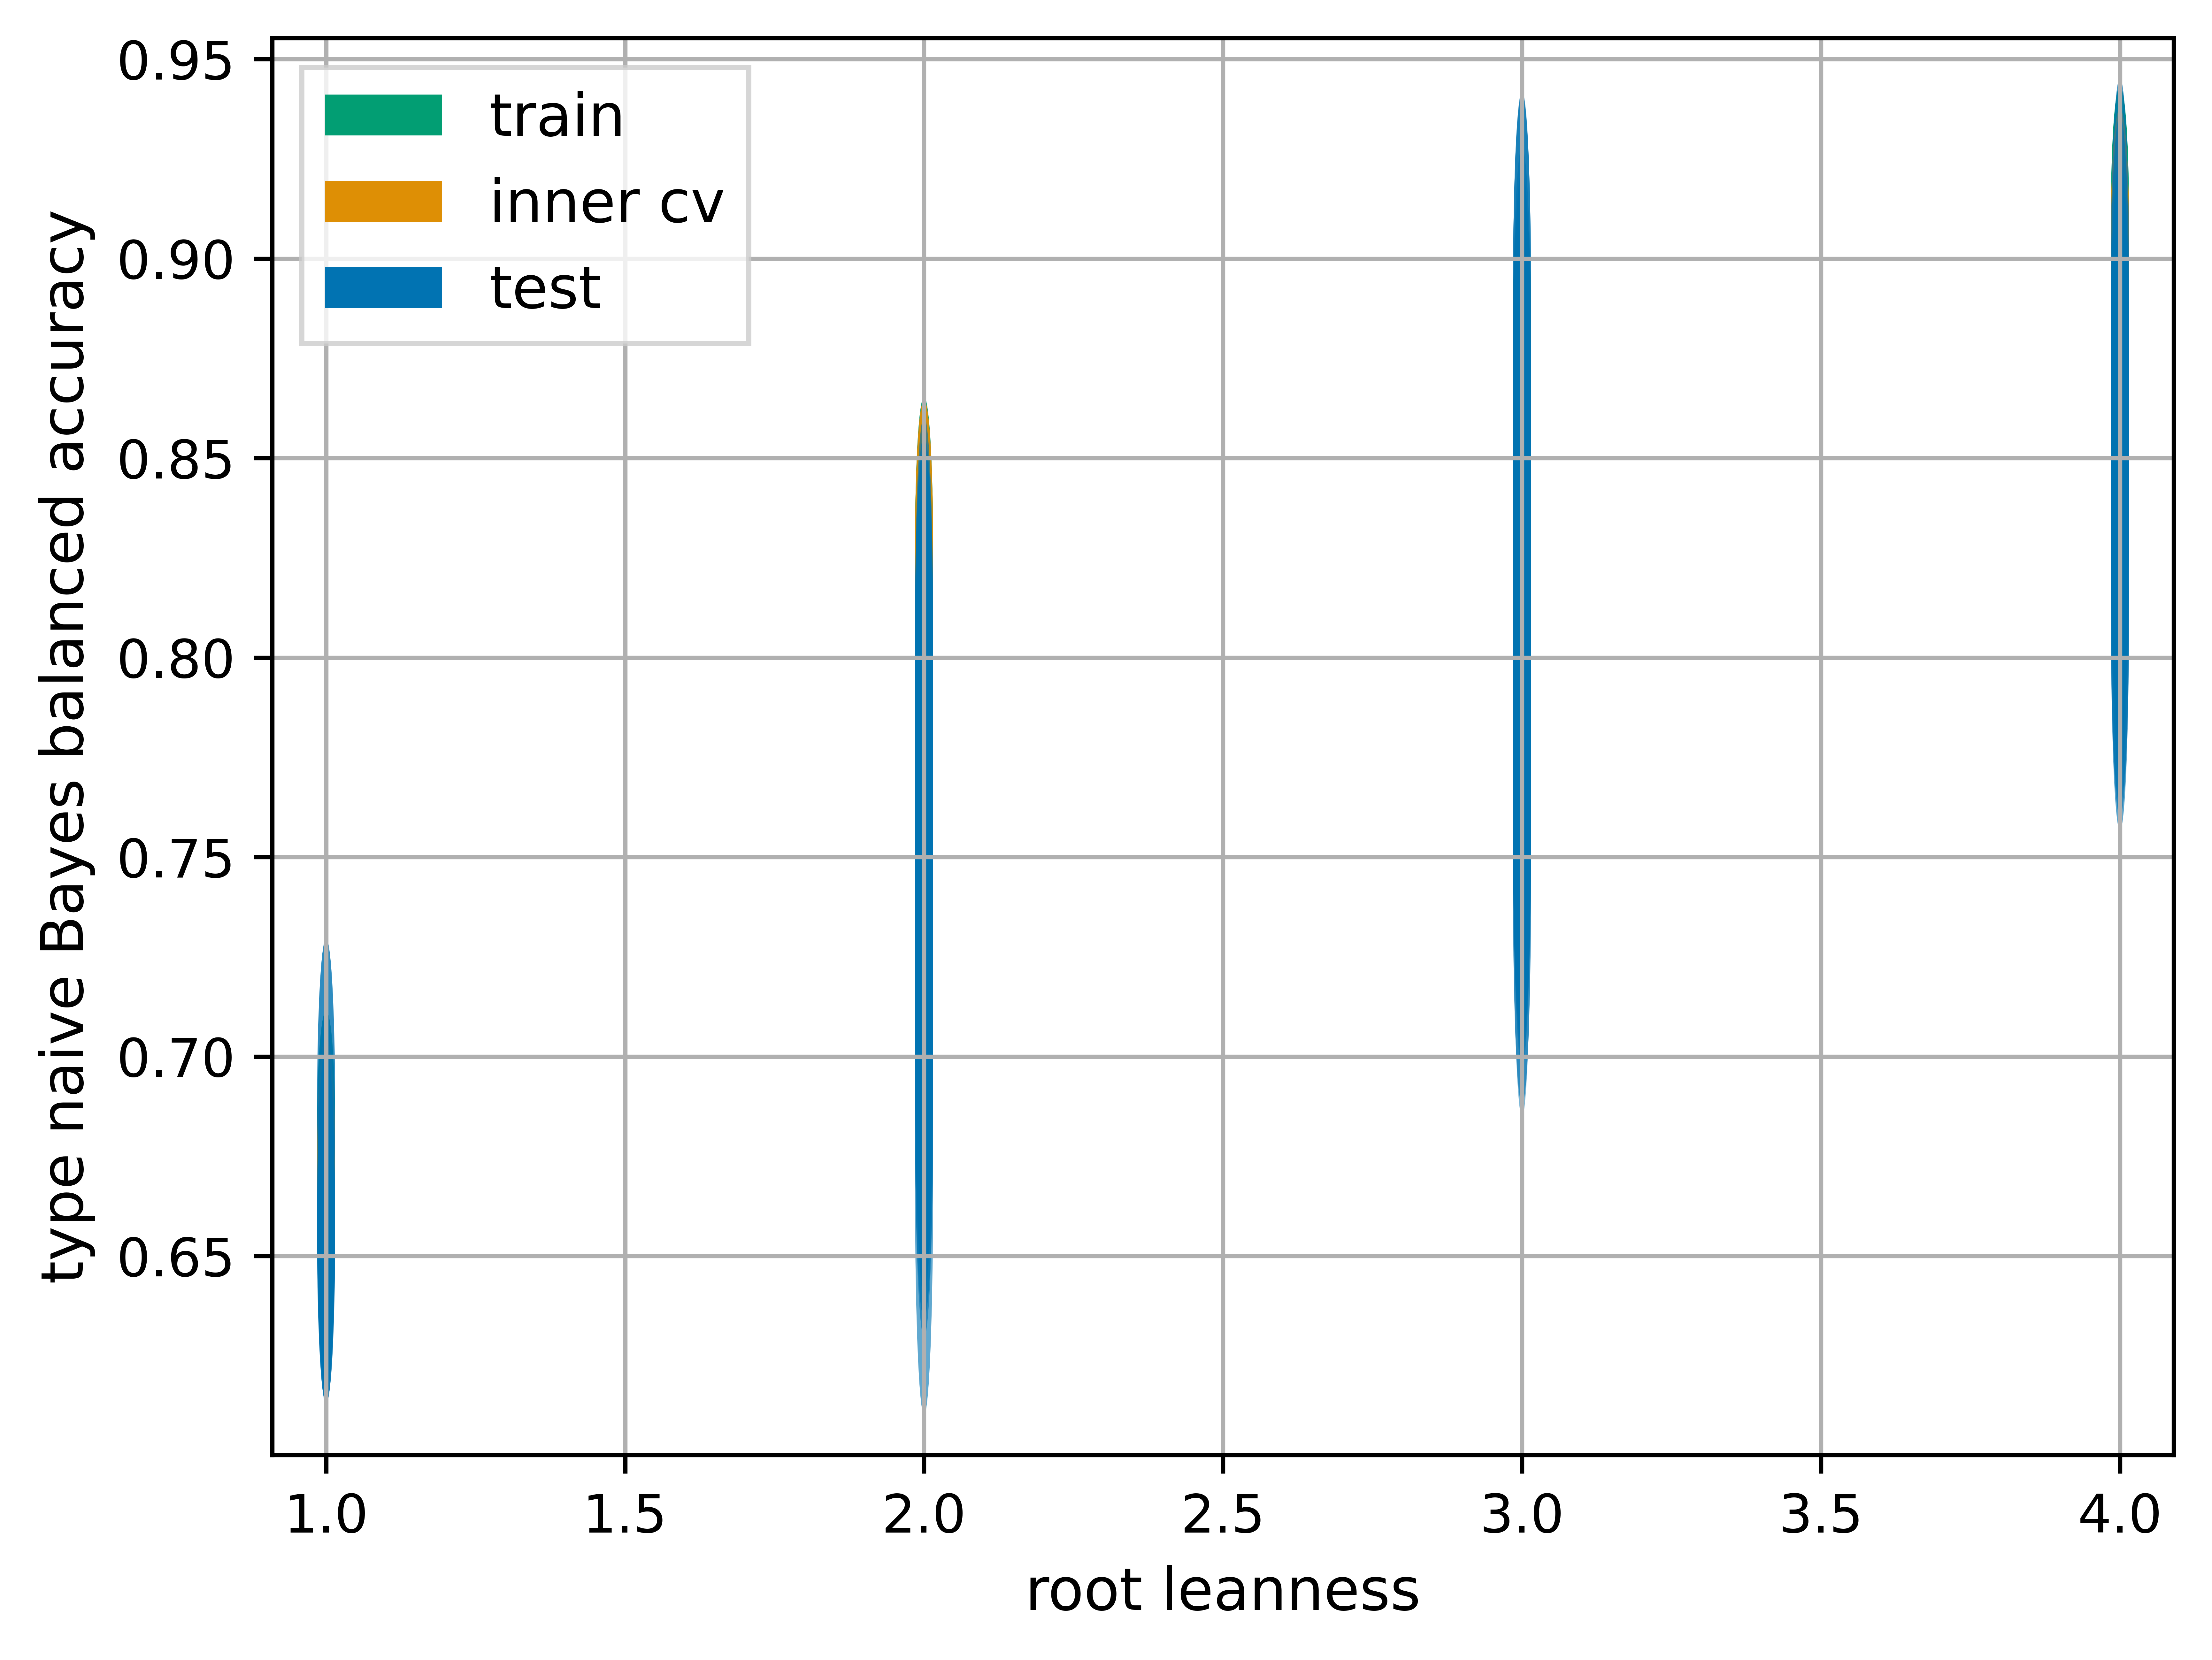 0.95
0.90
0.85
0.80
0.75
0.70
0.65
type naive Bayes balanced accuracy
train
inner cv
test
1.0 1.5 2.0 2.5 3.0 3.5 4.0
root leanness